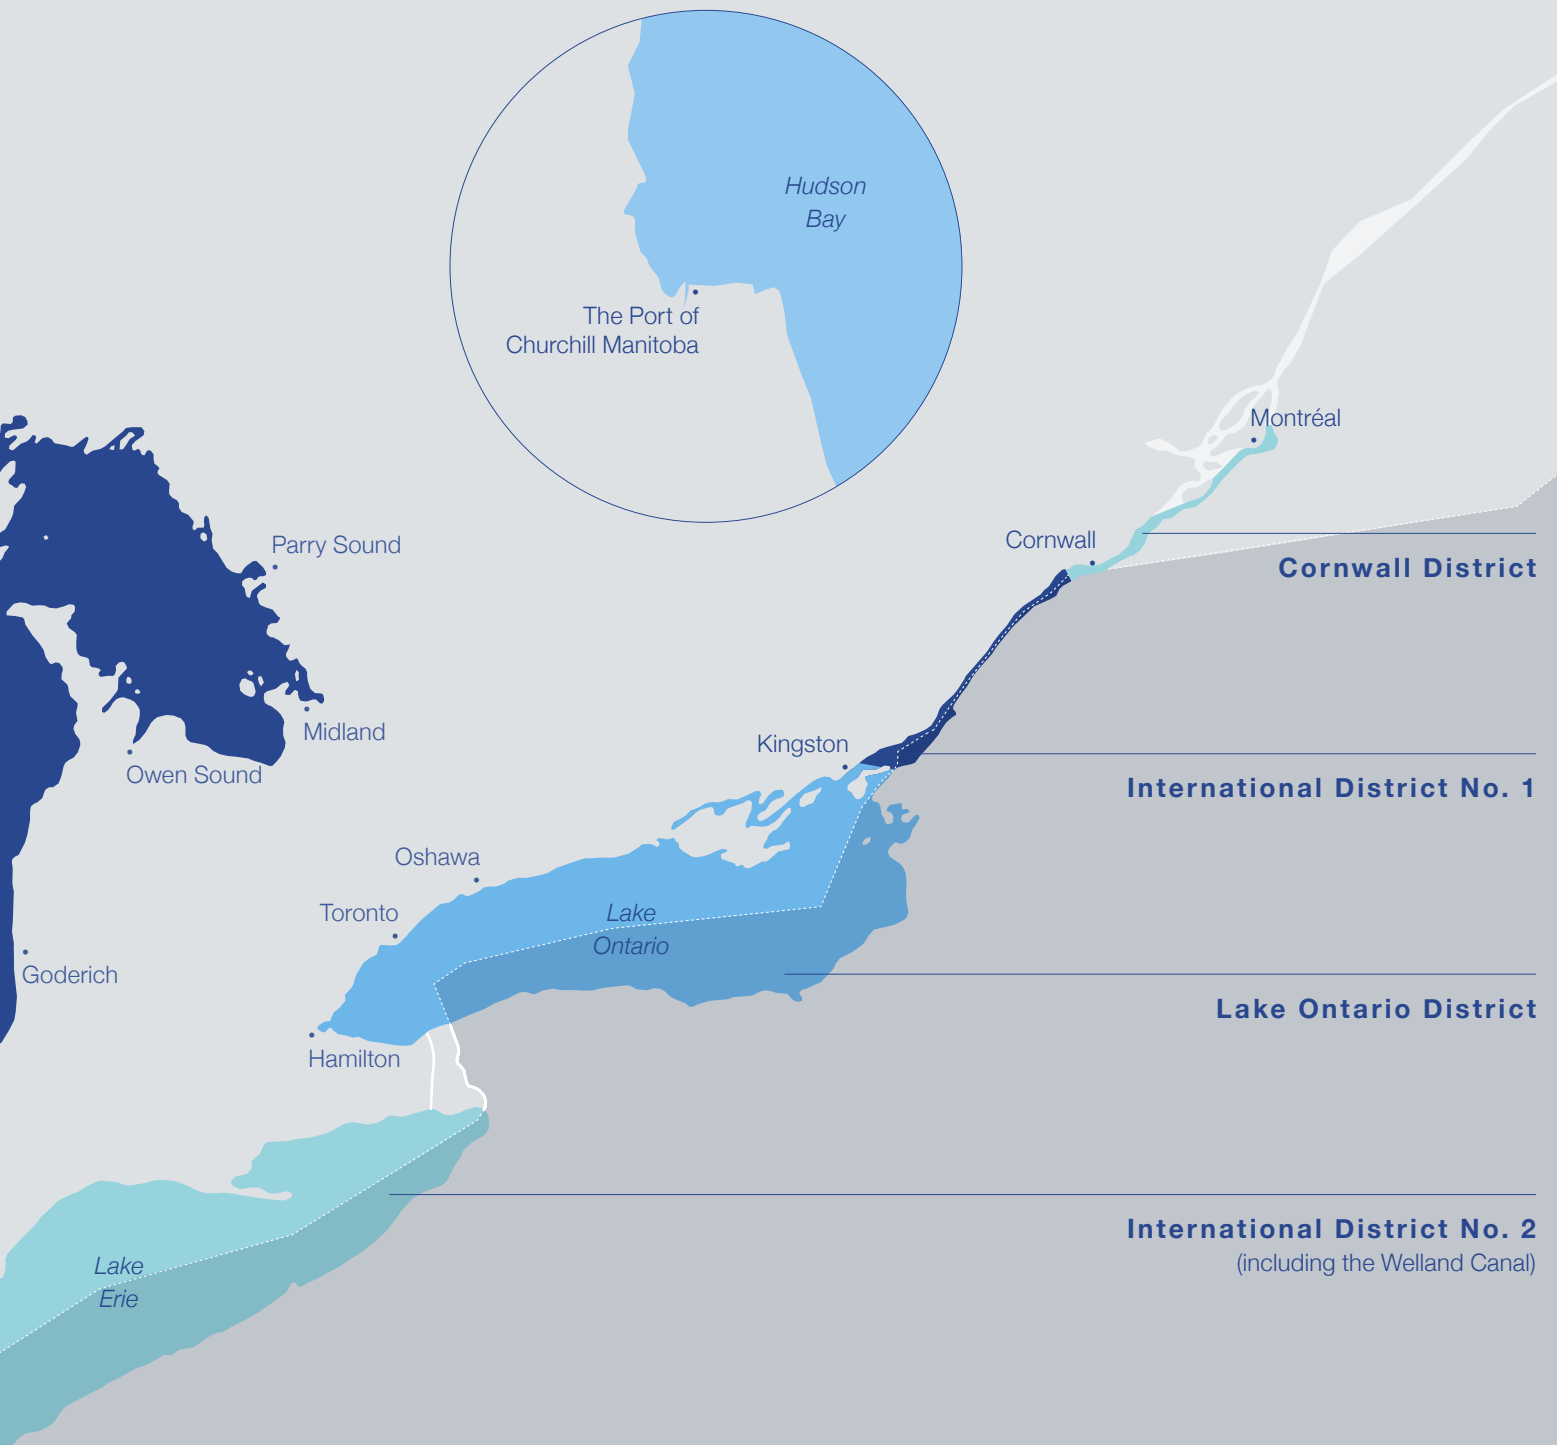 Hudson
Bay
The Port of
Churchill Manitoba
Montréal
Cornwall
Parry Sound
Cornwall District
Midland
Kingston
Owen Sound
International District No. 1
Oshawa
Toronto
Lake
Ontario
Goderich
Lake Ontario District
Hamilton
International District No. 2
(including the Welland Canal)
Lake
Erie